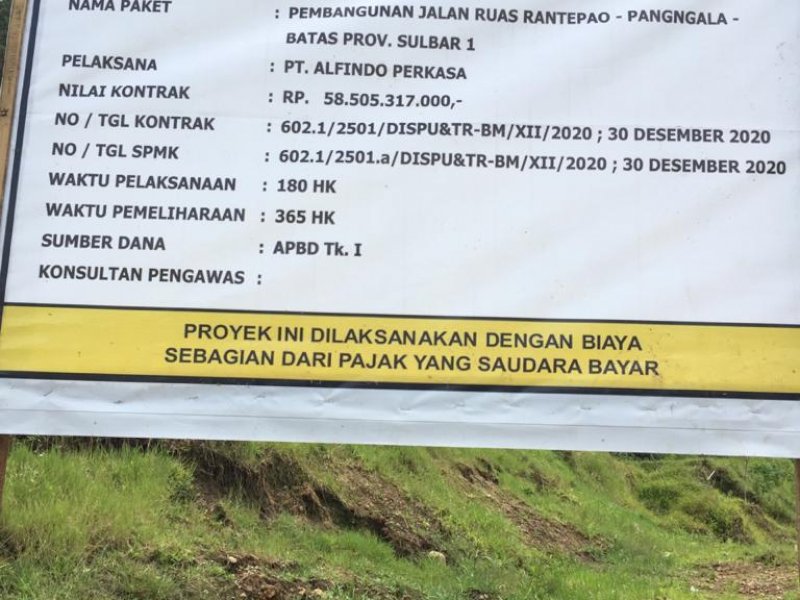 NAMA PAKET : PEMBANGUNAN JALAN RUAS RANTEPAO - PANGNGALA -
BATAS PROV. SULBAR 1
PELAKSANA : PT. ALFINDO PERKASA
NILAI KONTRAK : RP. 58.505.317.000,-
NO / TGL KONTRAK : 602.1/2501/DISPU&TR-BM/XII/2020 ; 30 DESEMBER 2020
NO / TGL SPMK : 602.1/2501.a/DISPU&TR-BM/XII/2020 ; 30 DESEMBER 2020
WAKTU PELAKSANAAN : 180 HK
WAKTU PEMELIHARAAN : 365 HK
SUMBER DANA : APBD Tk. I
KONSULTAN PENGAWAS :
PROYEK INI DILAKSANAKAN DENGAN BIAYA
SEBAGIAN DARI PAJAK YANG SAUDARA BAYAR